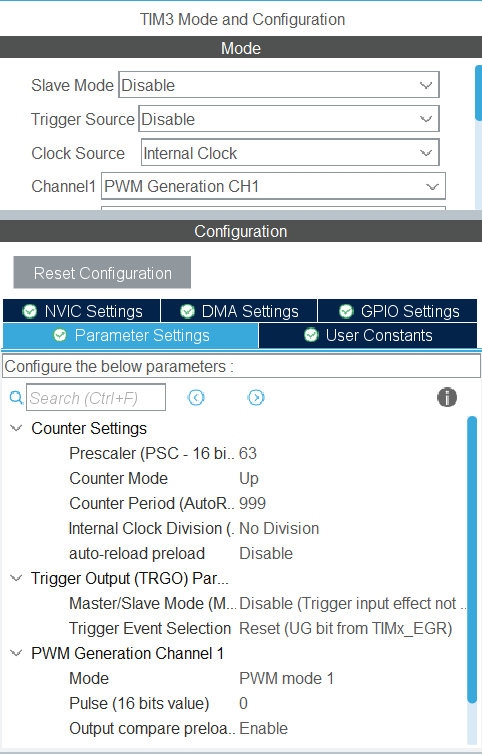 TIM3 Mode and Configuration
Mode
Slave Mode Disable
Trigger Source Disable
Clock Source Internal Clock
Channel1 PWM Generation CH1
Configuration
Reset Configuration
NVIC Settings DMA Settings GPIO Settings
Parameter Settings User Constants
Configure the below parameters :
Search (Ctrl+F)
Counter Settings
Prescaler (PSC - 16 bi.. 63
Counter Mode Up
Counter Period (AutoR.. 999
Internal Clock Division (. No Division
auto-reload preload Disable
Trigger Output (TRGO) Par...
Master/Slave Mode (M... Disable (Trigger input effect not ..
Trigger Event Selection Reset (UG bit from TIMx_EGR)
PWM Generation Channel 1
Mode PWM mode 1
Pulse (16 bits value) 0
Output compare preloa.. Enable